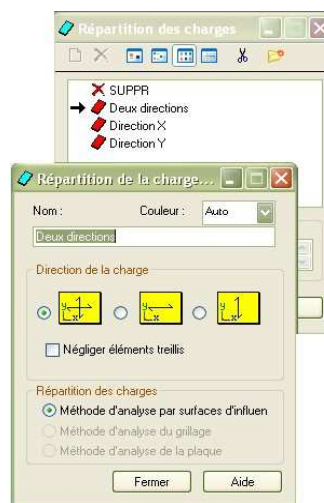 Répartition des charges
SUPPR
Deux directions
Direction X
Direction Y
Répartition de la charge...
Nom :
Couleur :
Auto
Deux directions
Direction de la charge
y
x
y
x
y
x
Négliger éléments treillis
Répartition des charges
Méthode d'analyse par surfaces d'influen
Méthode d'analyse du grillage
Méthode d'analyse de la plaque
Fermer
Aide